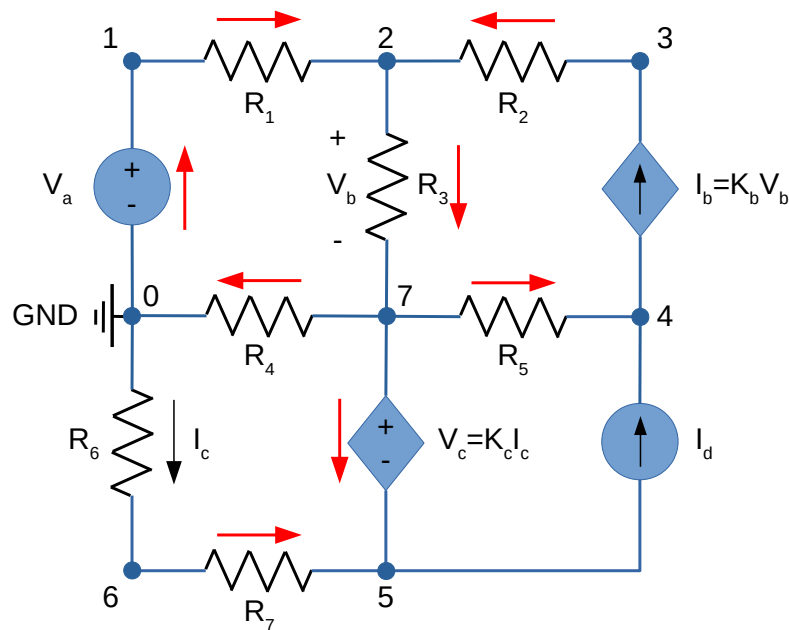 1
2
3
R1
R2
+
Va
+
-
Vb
R3
-
Ib=KbVb
GND
0
7
4
R4
R5
R6
Ic
+
-
Vc=KcIc
Id
6
R7
5